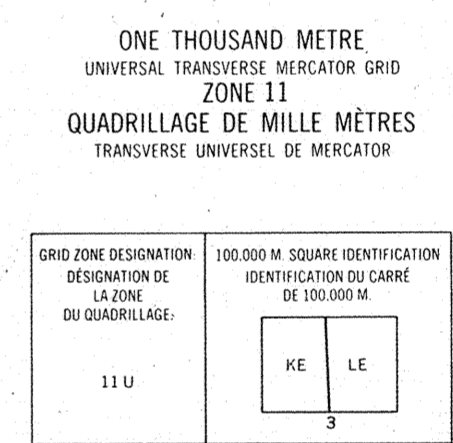 ONE THOUSAND METRE
UNIVERSAL TRANSVERSE MERCATOR GRID
ZONE 11
QUADRILLAGE DE MILLE MÈTRES
TRANSVERSE UNIVERSEL DE MERCATOR
GRID ZONE DESIGNATION:
DÉSIGNATION DE
LA ZONE
DU QUADRILLAGE:
11 U
100.000 M. SQUARE IDENTIFICATION
IDENTIFICATION DU CARRÉ
DE 100.000 M.
KE LE
3